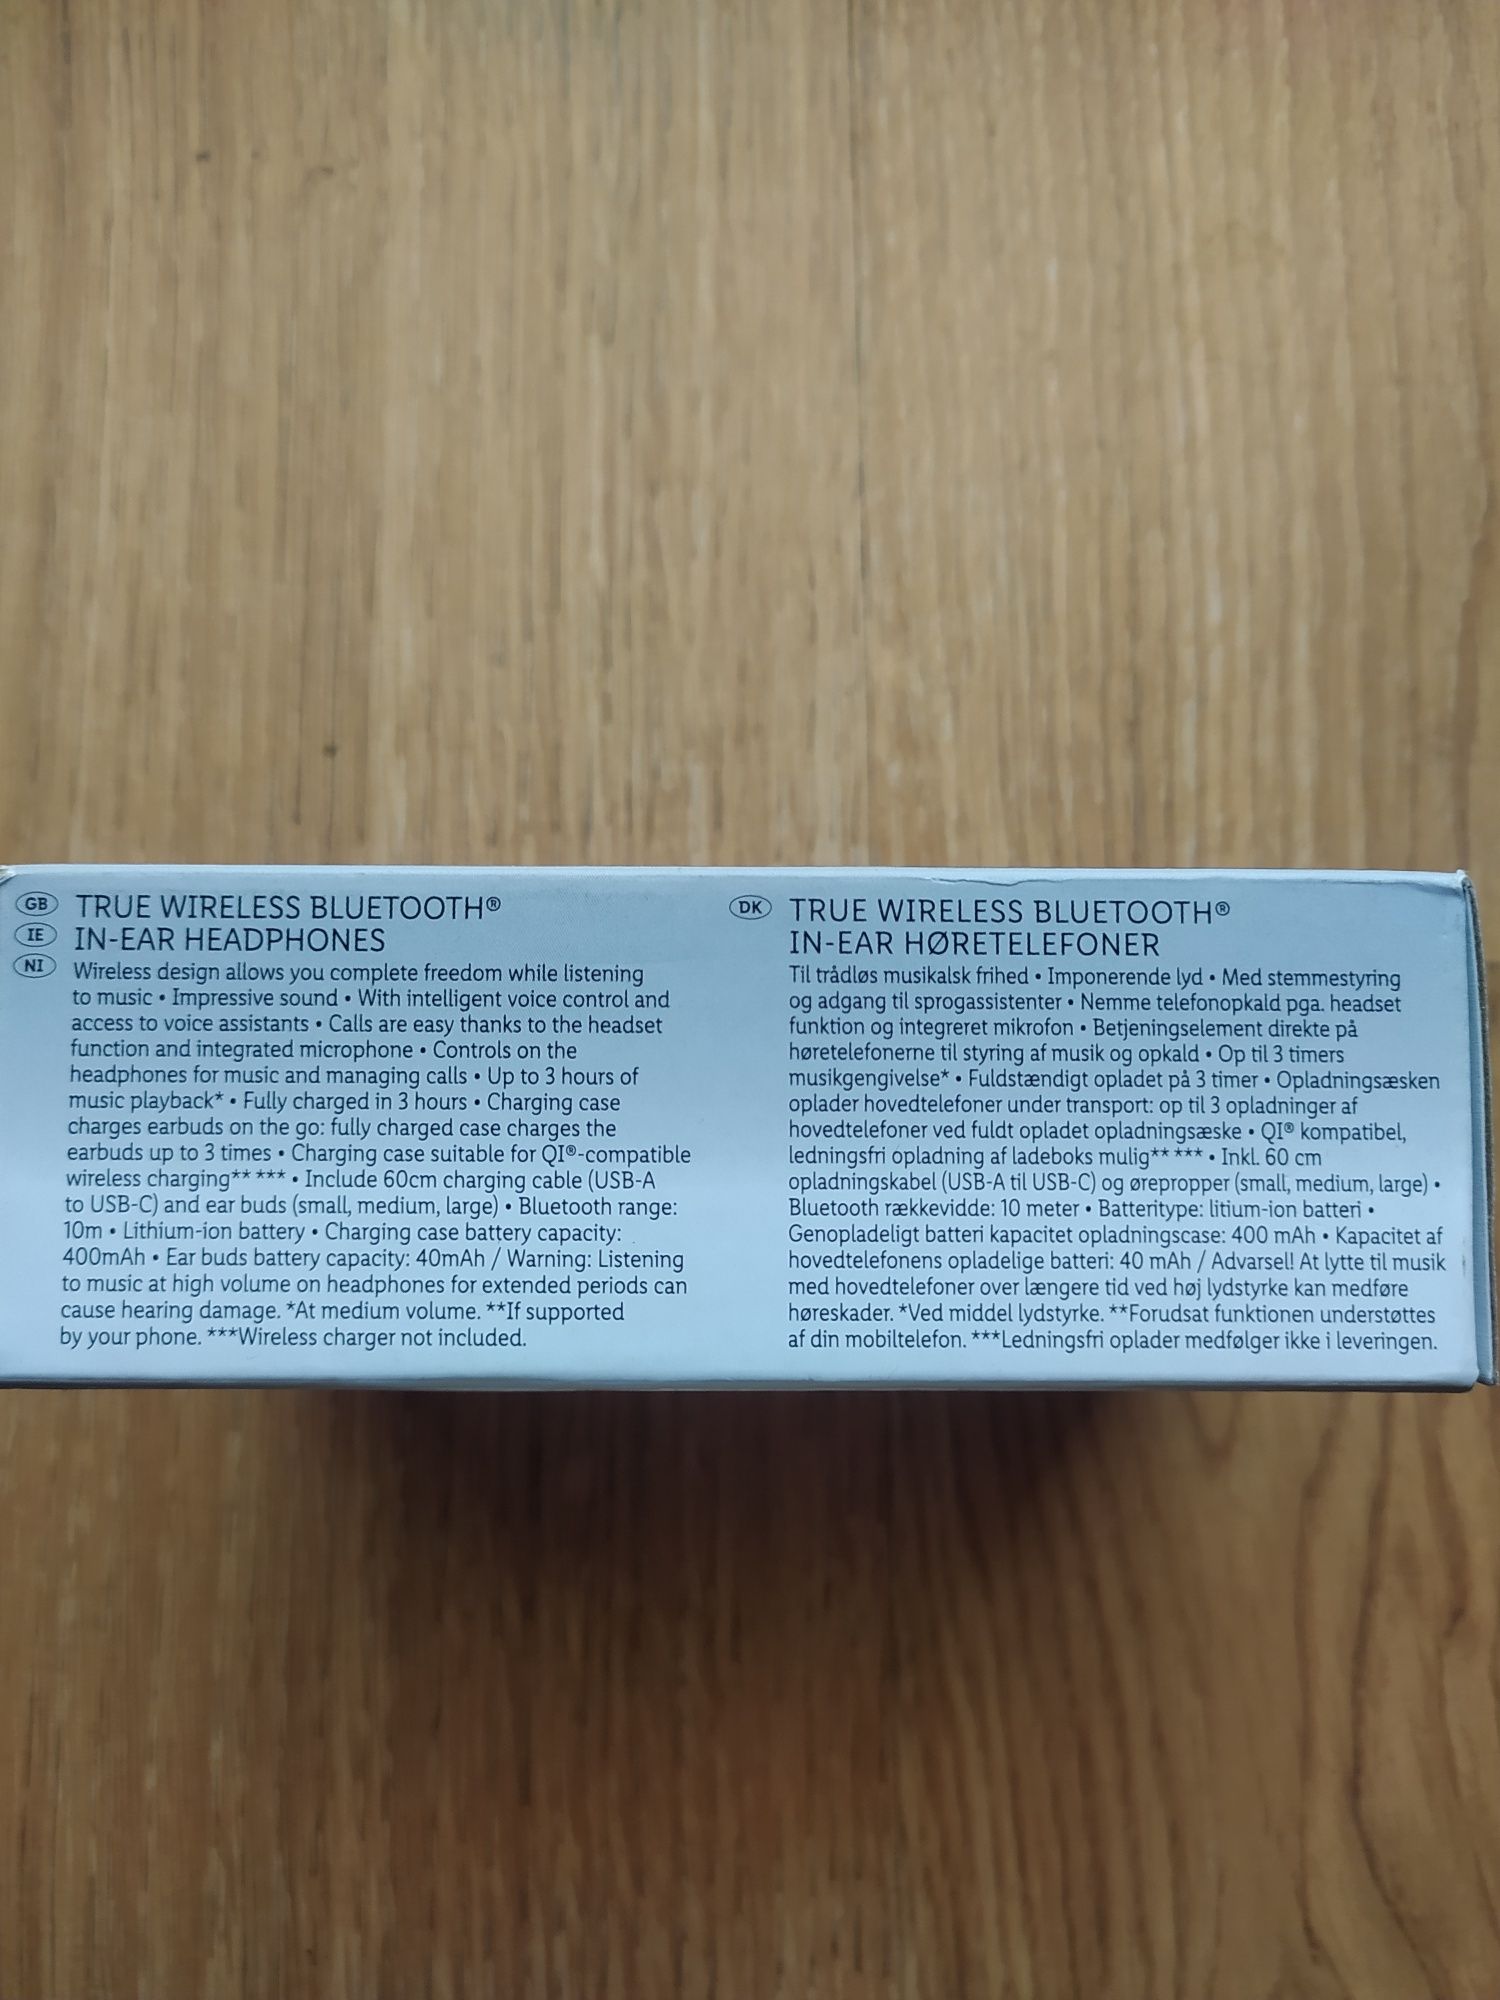 GB TRUE WIRELESS BLUETOOTH®
IE IN-EAR HEADPHONES
NI Wireless design allows you complete freedom while listening
to music • Impressive sound • With intelligent voice control and
access to voice assistants • Calls are easy thanks to the headset
function and integrated microphone • Controls on the
headphones for music and managing calls • Up to 3 hours of
music playback* • Fully charged in 3 hours • Charging case
charges earbuds on the go: fully charged case charges the
earbuds up to 3 times • Charging case suitable for QI®-compatible
wireless charging** *** • Include 60cm charging cable (USB-A
to USB-C) and ear buds (small, medium, large) • Bluetooth range:
10m • Lithium-ion battery • Charging case battery capacity:
400mAh • Ear buds battery capacity: 40mAh / Warning: Listening
to music at high volume on headphones for extended periods can
cause hearing damage. *At medium volume. **If supported
by your phone. ***Wireless charger not included.
DK TRUE WIRELESS BLUETOOTH®
IN-EAR HØRETELEFONER
Til trådløs musikalsk frihed • Imponerende lyd • Med stemmestyring
og adgang til sprogassistenter • Nemme telefonopkald pga. headset
funktion og integreret mikrofon • Betjeningselement direkte på
høretelefonerne til styring af musik og opkald • Op til 3 timers
musikgengivelse* • Fuldstændigt opladet på 3 timer • Opladningsæsken
oplader hovedtelefoner under transport: op til 3 opladninger af
hovedtelefoner ved fuldt opladet opladningsæske • QI® kompatibel,
ledningsfri opladning af ladeboks mulig** *** • Inkl. 60 cm
opladningskabel (USB-A til USB-C) og ørepropper (small, medium, large) •
Bluetooth rækkevidde: 10 meter • Batteritype: litium-ion batteri •
Genopladeligt batteri kapacitet opladningscase: 400 mAh • Kapacitet af
hovedtelefonens opladelige batteri: 40 mAh / Advarsel! At lytte til musik
med hovedtelefoner over længere tid ved høj lydstyrke kan medføre
høreskader. *Ved middel lydstyrke. **Forudsat funktionen understøttes
af din mobiltelefon. ***Ledningsfri oplader medfølger ikke i leveringen.